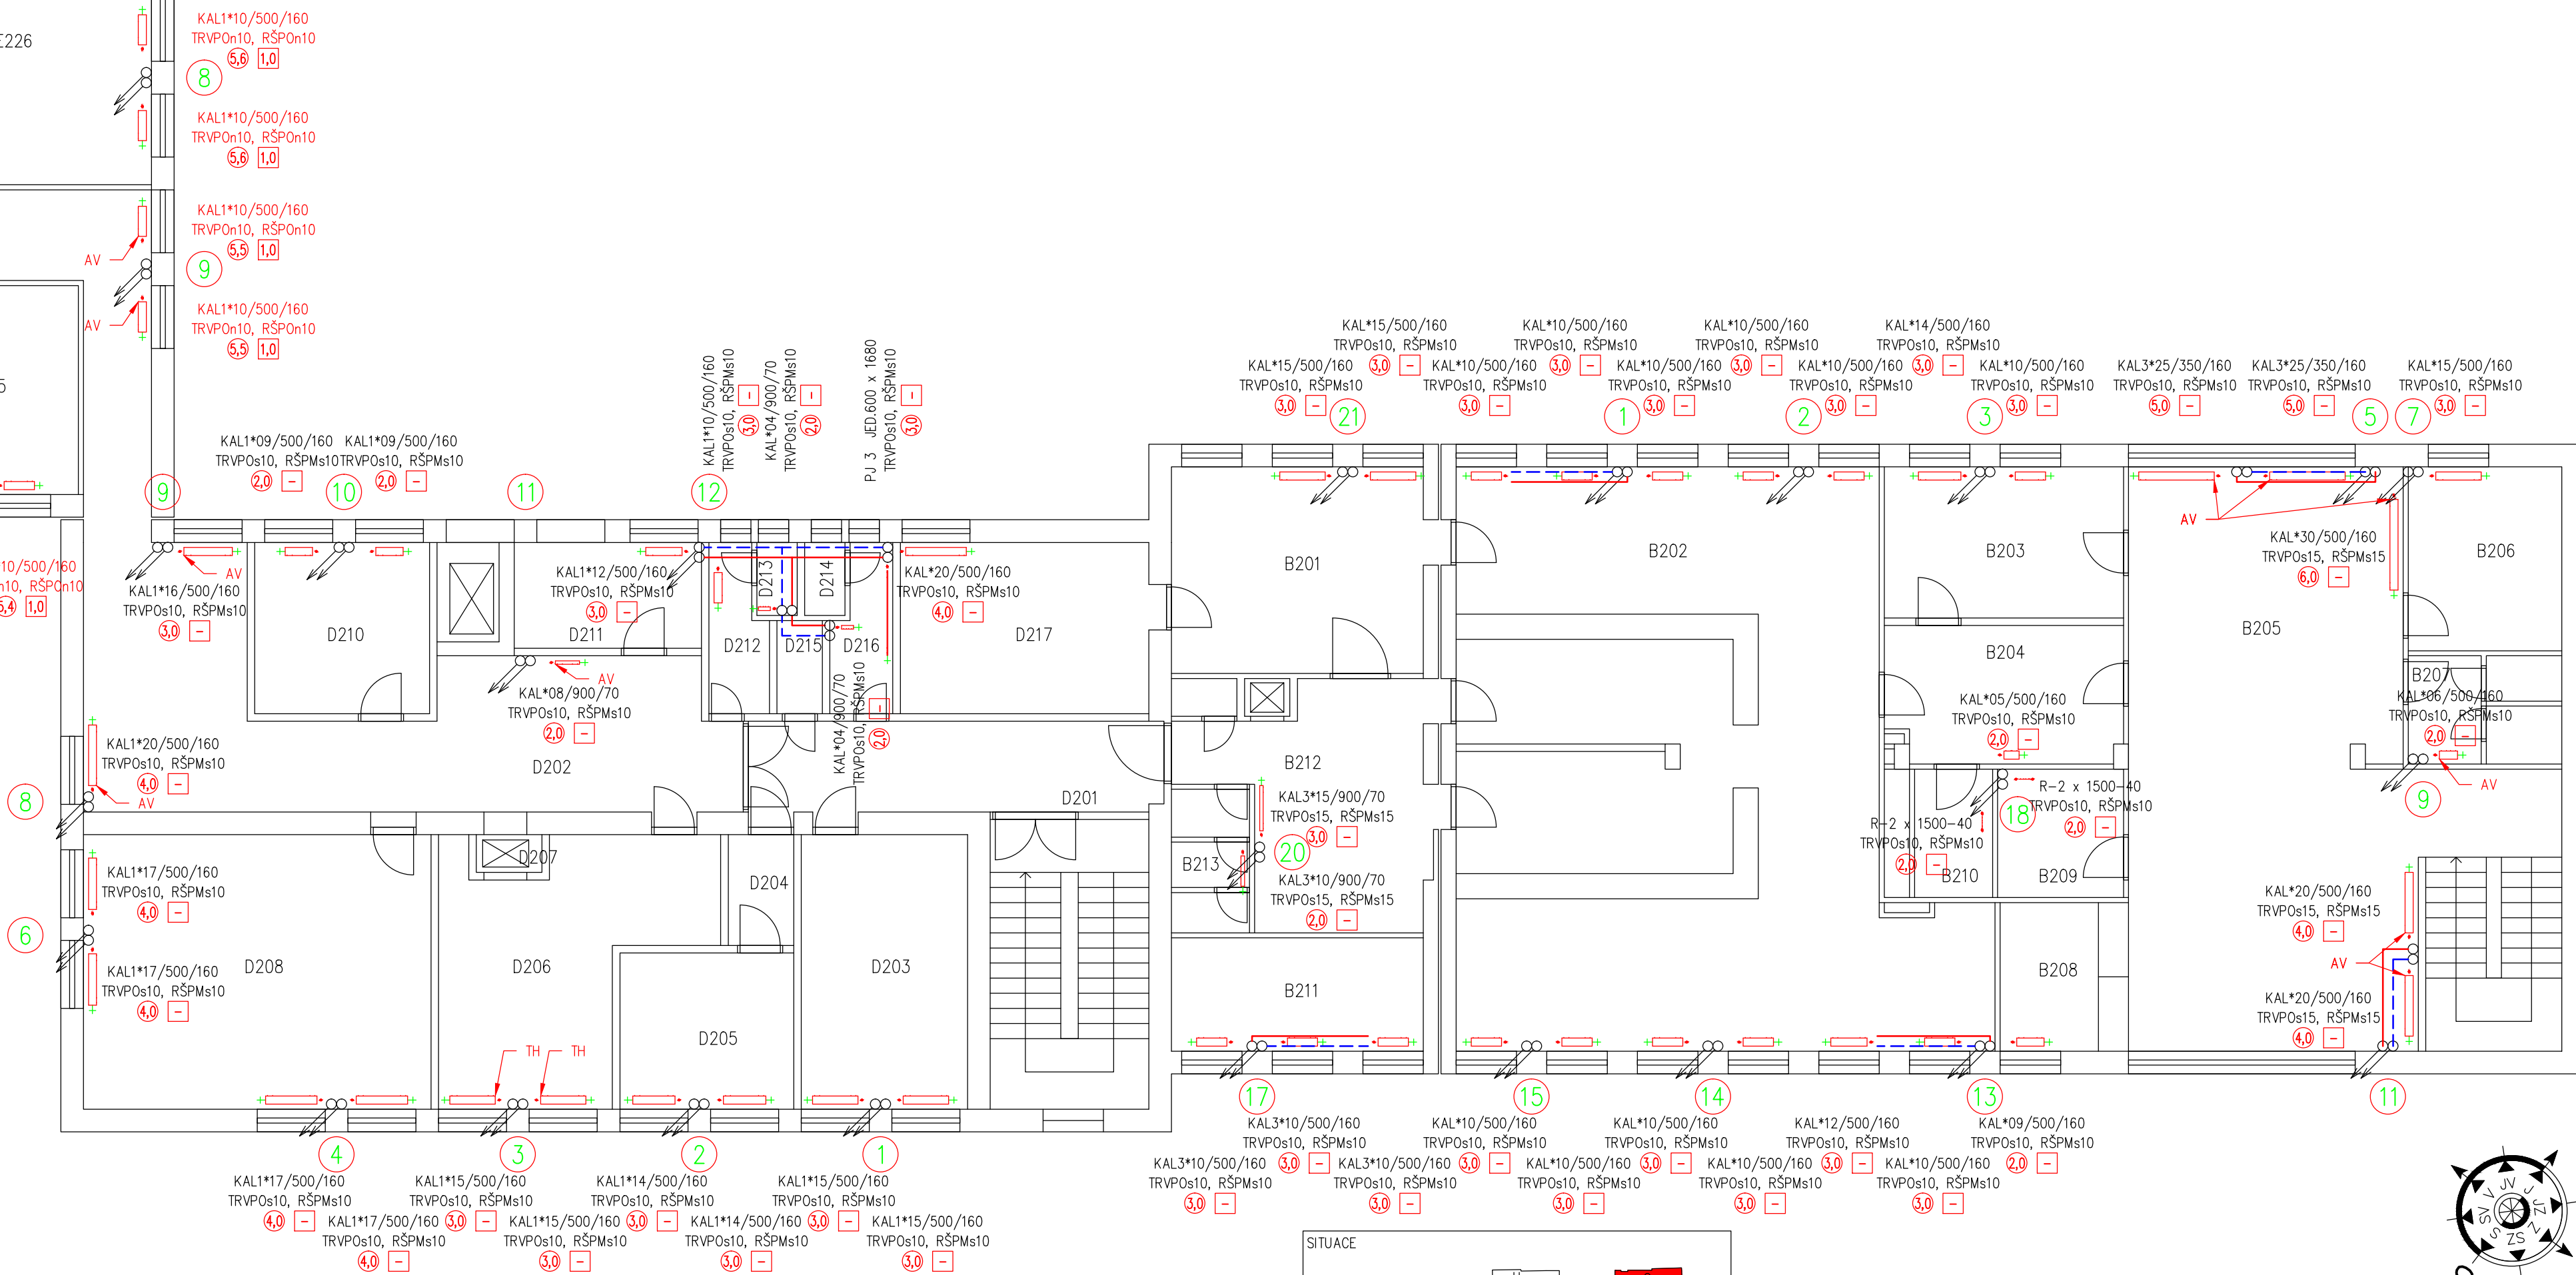 E226
KAL1*10/500/160
TRVPOn10, RŠPOn10
5,6 1,0
8
KAL1*10/500/160
TRVPOn10, RŠPOn10
5,6 1,0
KAL1*10/500/160
TRVPOn10, RŠPOn10
5,5 1,0
AV
9
KAL1*10/500/160
TRVPOn10, RŠPOn10
5,5 1,0
AV
5
KAL1*09/500/160
TRVPOs10, RŠPMs10
2,0 -
KAL1*09/500/160
TRVPOs10, RŠPMs10
2,0 -
9
10
11
12
KAL1*10/500/160
TRVPOs10, RŠPMs10
3,0 -
KAL*04/900/70
TRVPOs10, RŠPMs10
2,0 -
PJ 3 JED.600 x 1680
TRVPOs10, RŠPMs10
3,0 -
KAL*15/500/160
TRVPOs10, RŠPMs10
3,0 -
KAL*15/500/160
TRVPOs10, RŠPMs10
3,0 -
21
KAL*10/500/160
TRVPOs10, RŠPMs10
3,0 -
KAL*10/500/160
TRVPOs10, RŠPMs10
3,0 -
KAL*10/500/160
TRVPOs10, RŠPMs10
3,0 -
1
KAL*10/500/160
TRVPOs10, RŠPMs10
3,0 -
KAL*10/500/160
TRVPOs10, RŠPMs10
3,0 -
2
KAL*14/500/160
TRVPOs10, RŠPMs10
3,0 -
KAL*10/500/160
TRVPOs10, RŠPMs10
3,0 -
3
KAL3*25/350/160
TRVPOs10, RŠPMs10
5,0 -
KAL3*25/350/160
TRVPOs10, RŠPMs10
5,0 -
5
7
KAL*15/500/160
TRVPOs10, RŠPMs10
3,0 -
10/500/160
n10, RŠPOn10
5,4 1,0
AV
KAL1*16/500/160
TRVPOs10, RŠPMs10
3,0 -
D210
KAL1*12/500/160
TRVPOs10, RŠPMs10
3,0 -
D211
D213
D214
D212
D215
D216
KAL*20/500/160
TRVPOs10, RŠPMs10
4,0 -
D217
B201
B202
B203
AV
KAL*30/500/160
TRVPOs15, RŠPMs15
6,0 -
B206
B205
B204
B207
KAL*06/500/160
TRVPOs10, RŠPMs10
2,0 -
AV
9
KAL*05/500/160
TRVPOs10, RŠPMs10
2,0 -
AV
KAL*08/900/70
TRVPOs10, RŠPMs10
2,0 -
KAL*04/900/70
TRVPOs10, RŠPMs10
2,0 -
KAL1*20/500/160
TRVPOs10, RŠPMs10
4,0 -
AV
8
D202
D201
B212
KAL3*15/900/70
TRVPOs15, RŠPMs15
3,0 -
20
B213
KAL3*10/900/70
TRVPOs15, RŠPMs15
2,0 -
R-2 x 1500-40
TRVPOs10, RŠPMs10
2,0 -
18
R-2 x 1500-40
TRVPOs10, RŠPMs10
2,0 -
B210
B209
KAL1*17/500/160
TRVPOs10, RŠPMs10
4,0 -
6
D207
D204
KAL*20/500/160
TRVPOs15, RŠPMs15
4,0 -
AV
KAL1*17/500/160
TRVPOs10, RŠPMs10
4,0 -
D208
D206
D203
B211
B208
KAL*20/500/160
TRVPOs15, RŠPMs15
4,0 -
D205
TH
TH
4
3
2
1
17
15
14
13
11
KAL3*10/500/160
TRVPOs10, RŠPMs10
3,0 -
KAL*10/500/160
TRVPOs10, RŠPMs10
3,0 -
KAL*10/500/160
TRVPOs10, RŠPMs10
3,0 -
KAL*12/500/160
TRVPOs10, RŠPMs10
3,0 -
KAL*09/500/160
TRVPOs10, RŠPMs10
2,0 -
KAL3*10/500/160
TRVPOs10, RŠPMs10
3,0 -
KAL3*10/500/160
TRVPOs10, RŠPMs10
3,0 -
KAL*10/500/160
TRVPOs10, RŠPMs10
3,0 -
KAL*10/500/160
TRVPOs10, RŠPMs10
3,0 -
KAL*10/500/160
TRVPOs10, RŠPMs10
3,0 -
KAL1*17/500/160
TRVPOs10, RŠPMs10
4,0 -
KAL1*15/500/160
TRVPOs10, RŠPMs10
3,0 -
KAL1*14/500/160
TRVPOs10, RŠPMs10
3,0 -
KAL1*15/500/160
TRVPOs10, RŠPMs10
3,0 -
KAL1*17/500/160
TRVPOs10, RŠPMs10
4,0 -
KAL1*15/500/160
TRVPOs10, RŠPMs10
3,0 -
KAL1*14/500/160
TRVPOs10, RŠPMs10
3,0 -
KAL1*15/500/160
TRVPOs10, RŠPMs10
3,0 -
SITUACE
JV
J
JZ
Z
ZS
S
SV
V